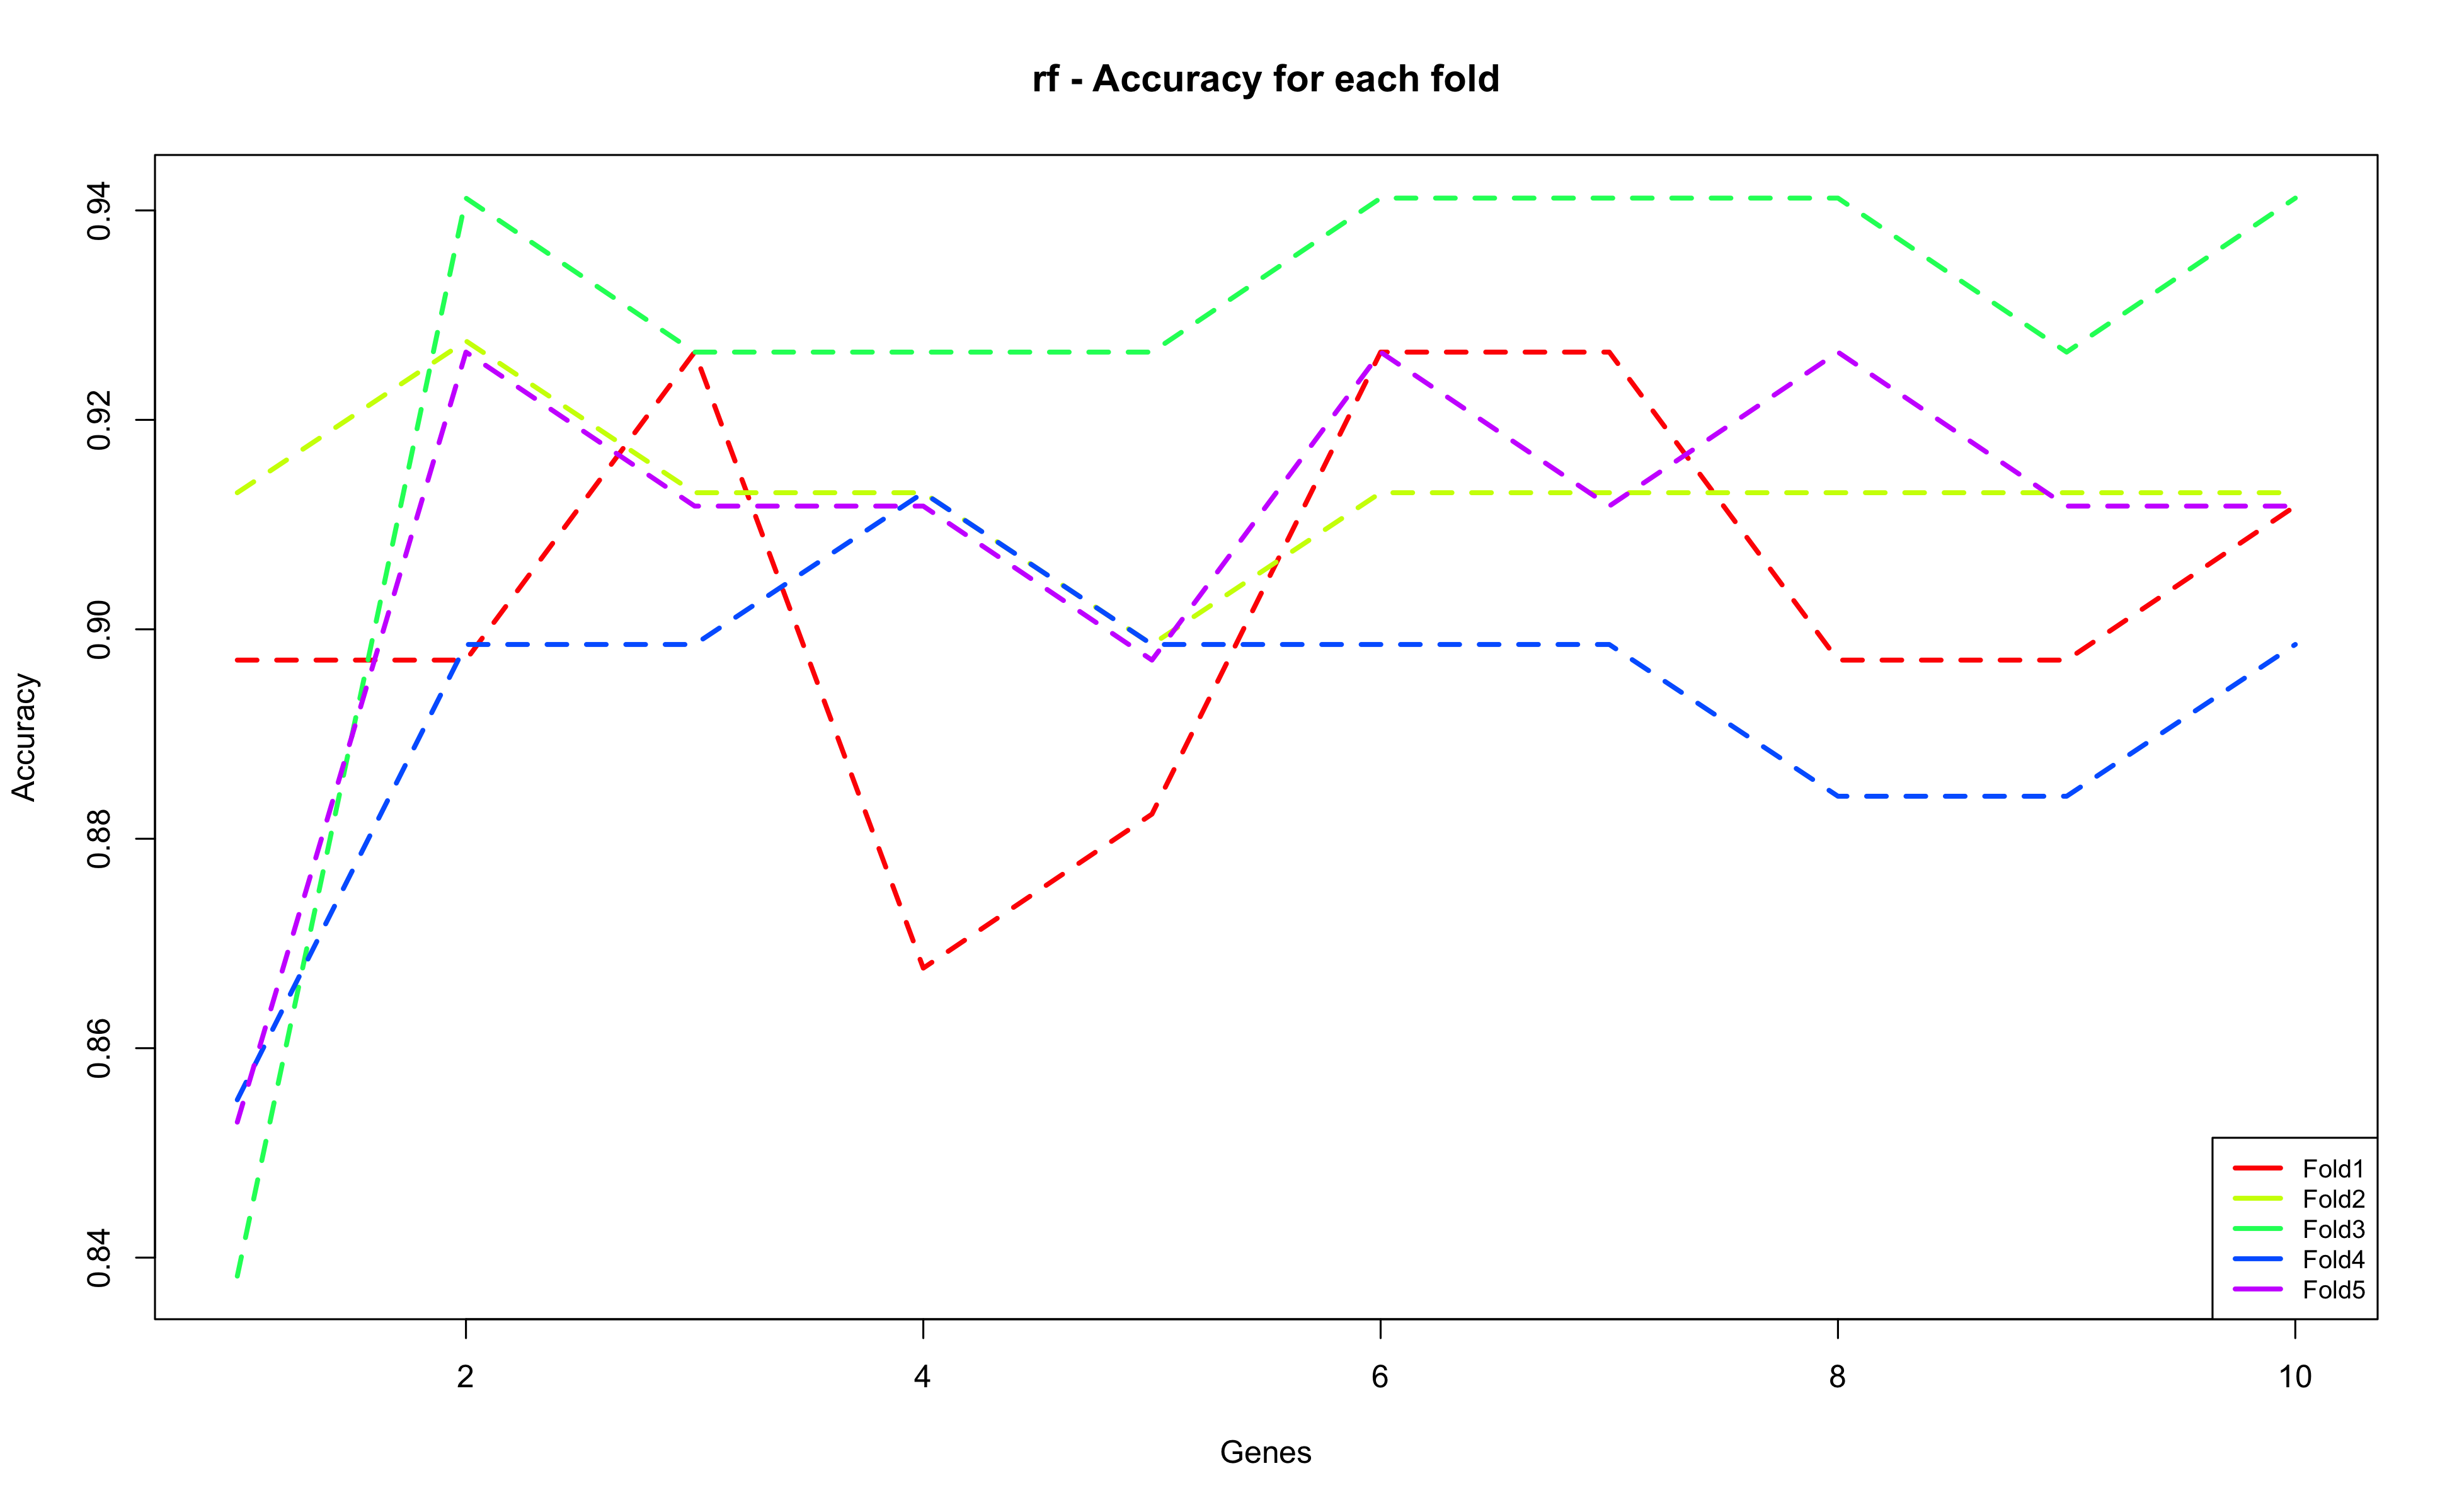 rf - Accuracy for each fold
0.94
0.92
0.90
0.88
0.86
0.84
Accuracy
2 4 6 8 10
Genes
Fold1
Fold2
Fold3
Fold4
Fold5